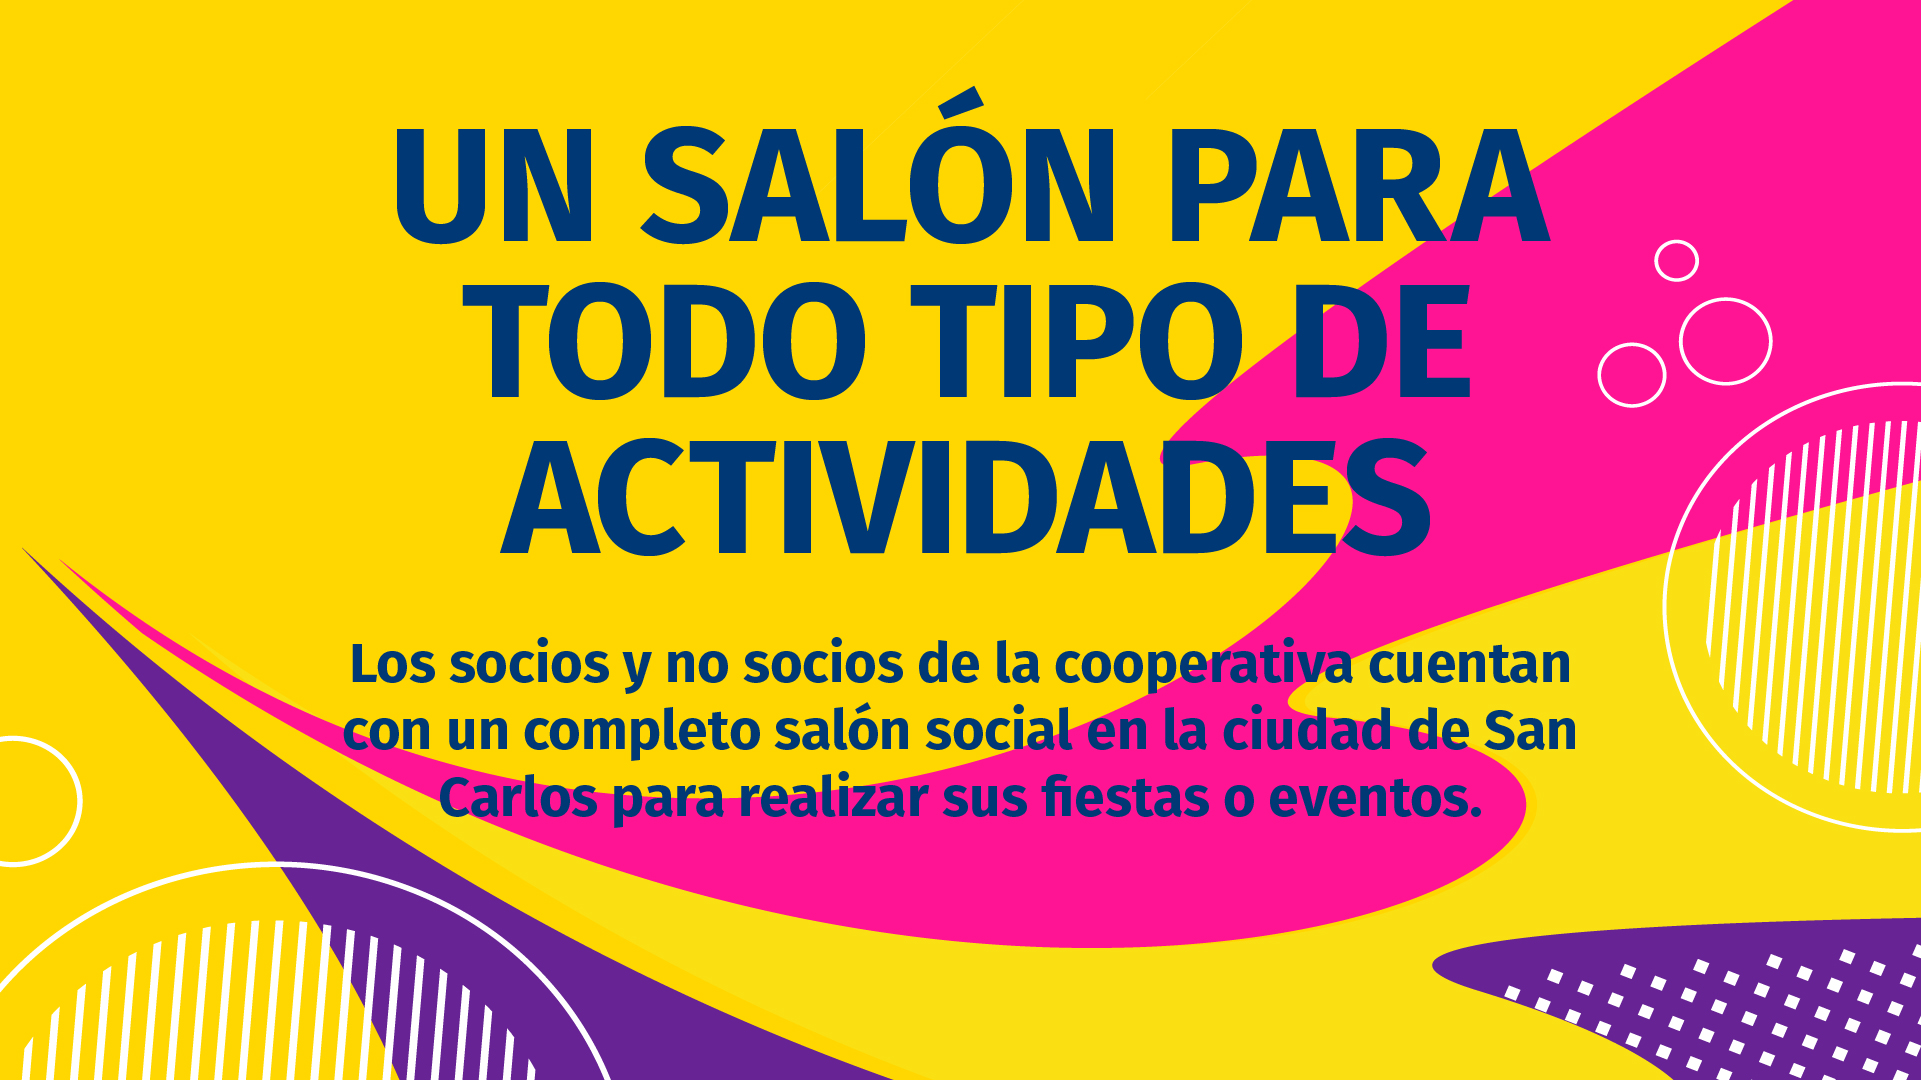 UN SALÓN PARA
TODO TIPO DE
ACTIVIDADES
Los socios y no socios de la cooperativa cuentan
con un completo salón social en la ciudad de San
Carlos para realizar sus fiestas o eventos.